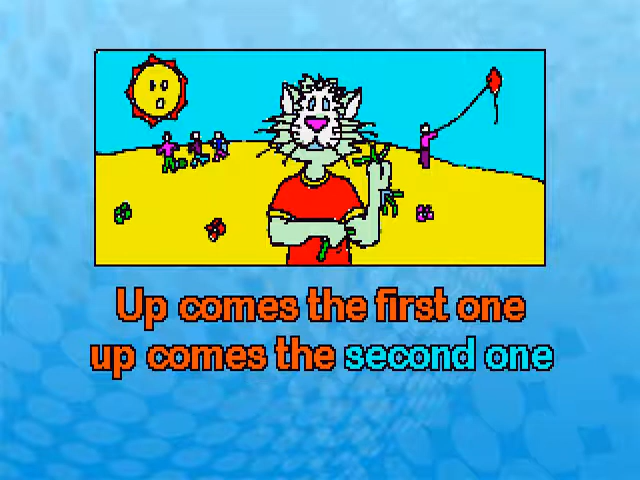 Up comes the first one
up comes the second one